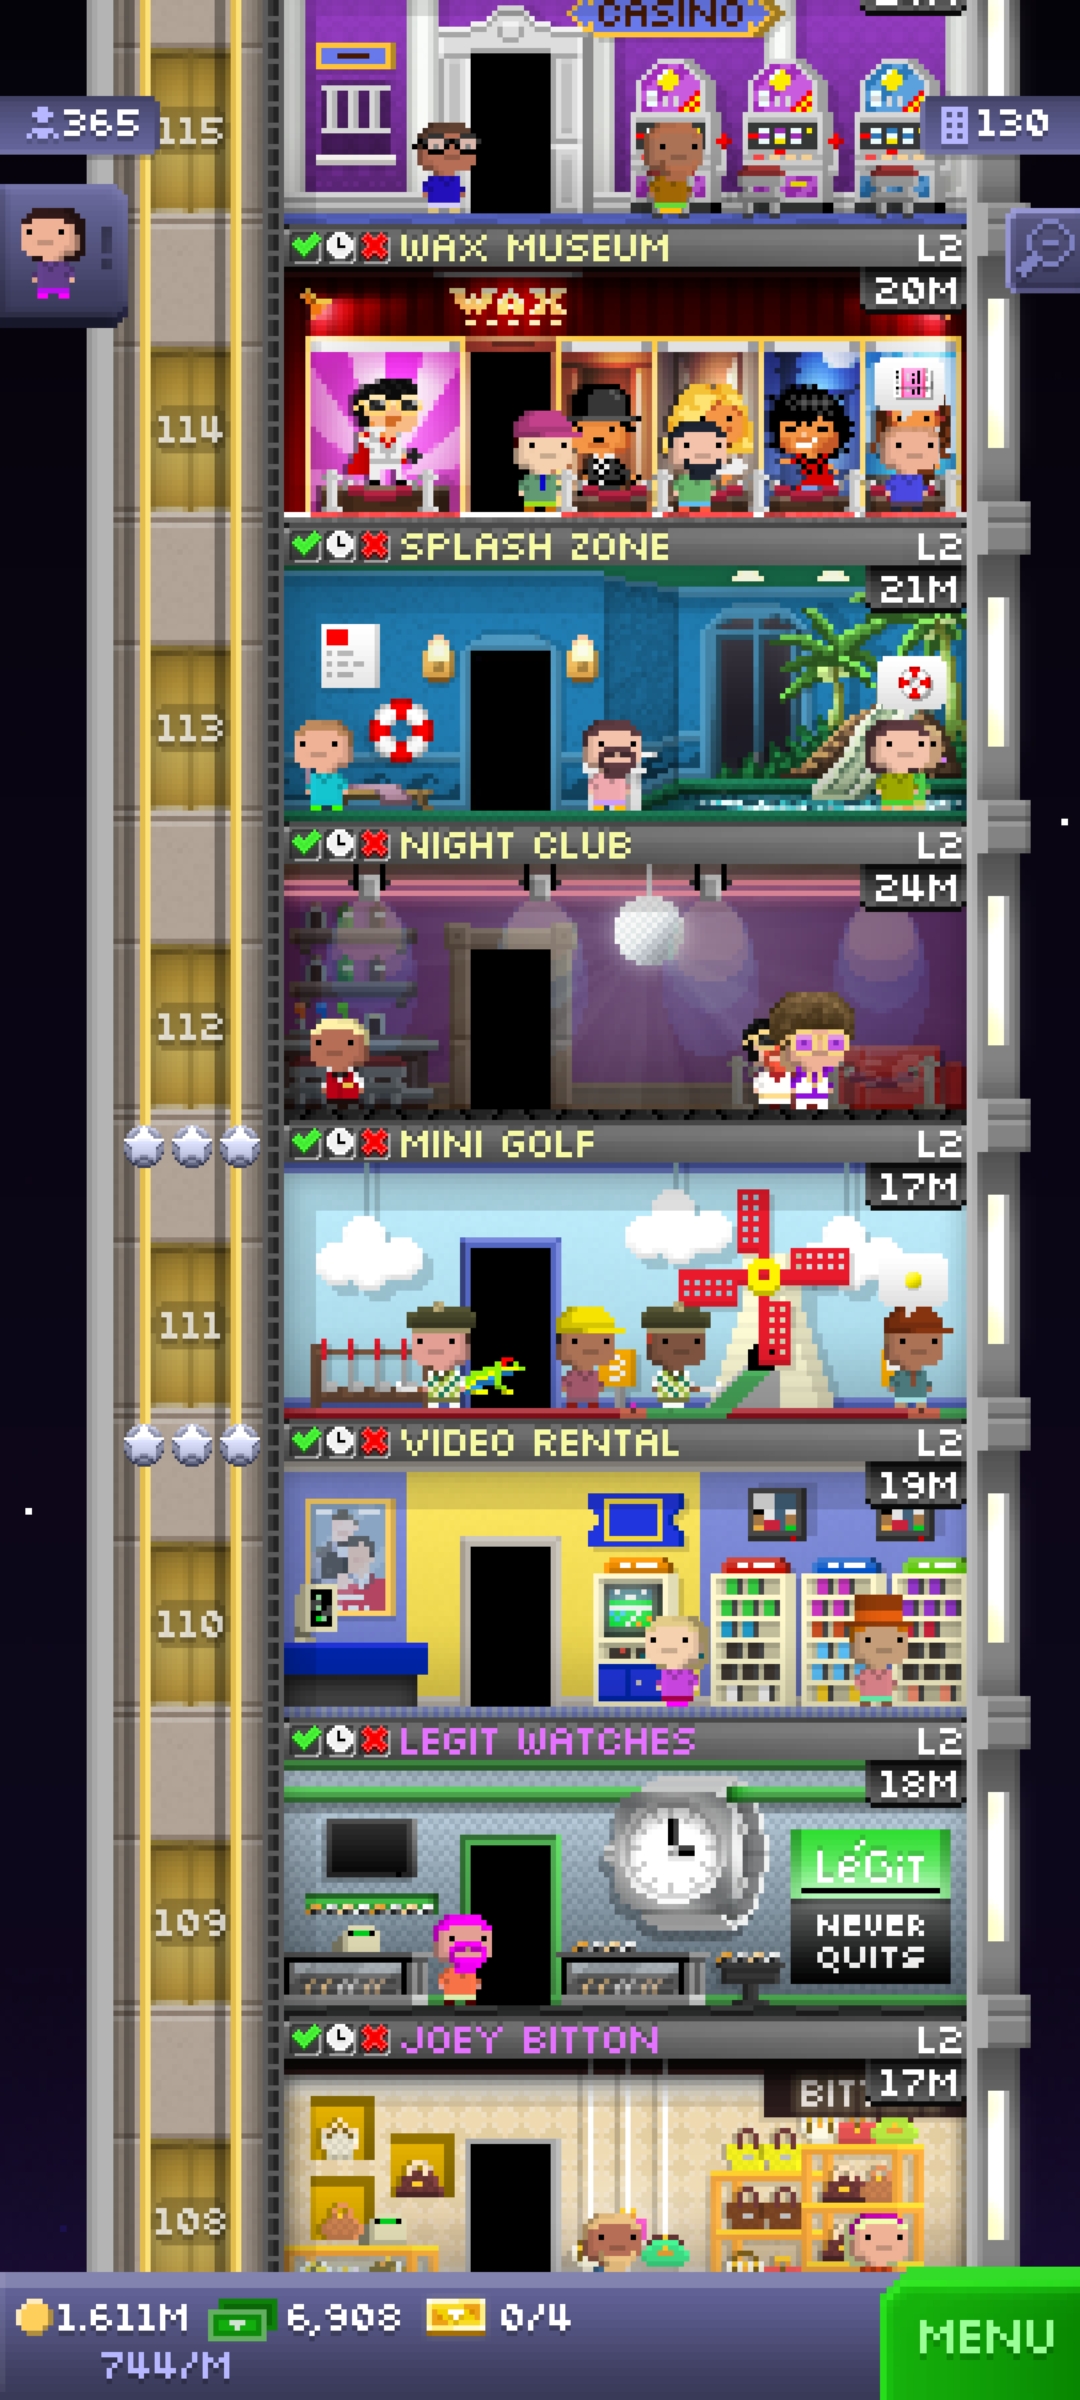 CASINO
365
115
130
WAX MUSEUM L2
20M
WAX
114
SPLASH ZONE L2
21M
113
NIGHT CLUB L2
24M
112
MINI GOLF L2
17M
111
3
VIDEO RENTAL L2
19M
110
LEGIT WATCHES L2
18M
LéGiT
NEVER
QUITS
109
JOEY BITTON L2
17M
BIT
108
1.611M 6,908 0/4
744/M
MENU